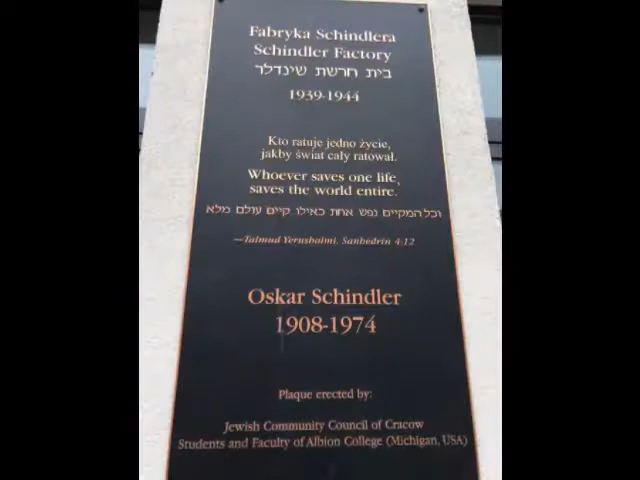 Fabryka Schindlera
Schindler Factory
בית חרשת שינדלר
1939-1944
Kto ratuje jedno życie,
jakby świat cały ratował.
Whoever saves one life,
saves the world entire.
וכל המקיים נפש אחת כאילו קיים עולם מלא
—Talmud Yerushalmi, Sanhedrin 4:12
Oskar Schindler
1908-1974
Plaque erected by:
Jewish Community Council of Cracow
Students and Faculty of Albion College (Michigan, USA)